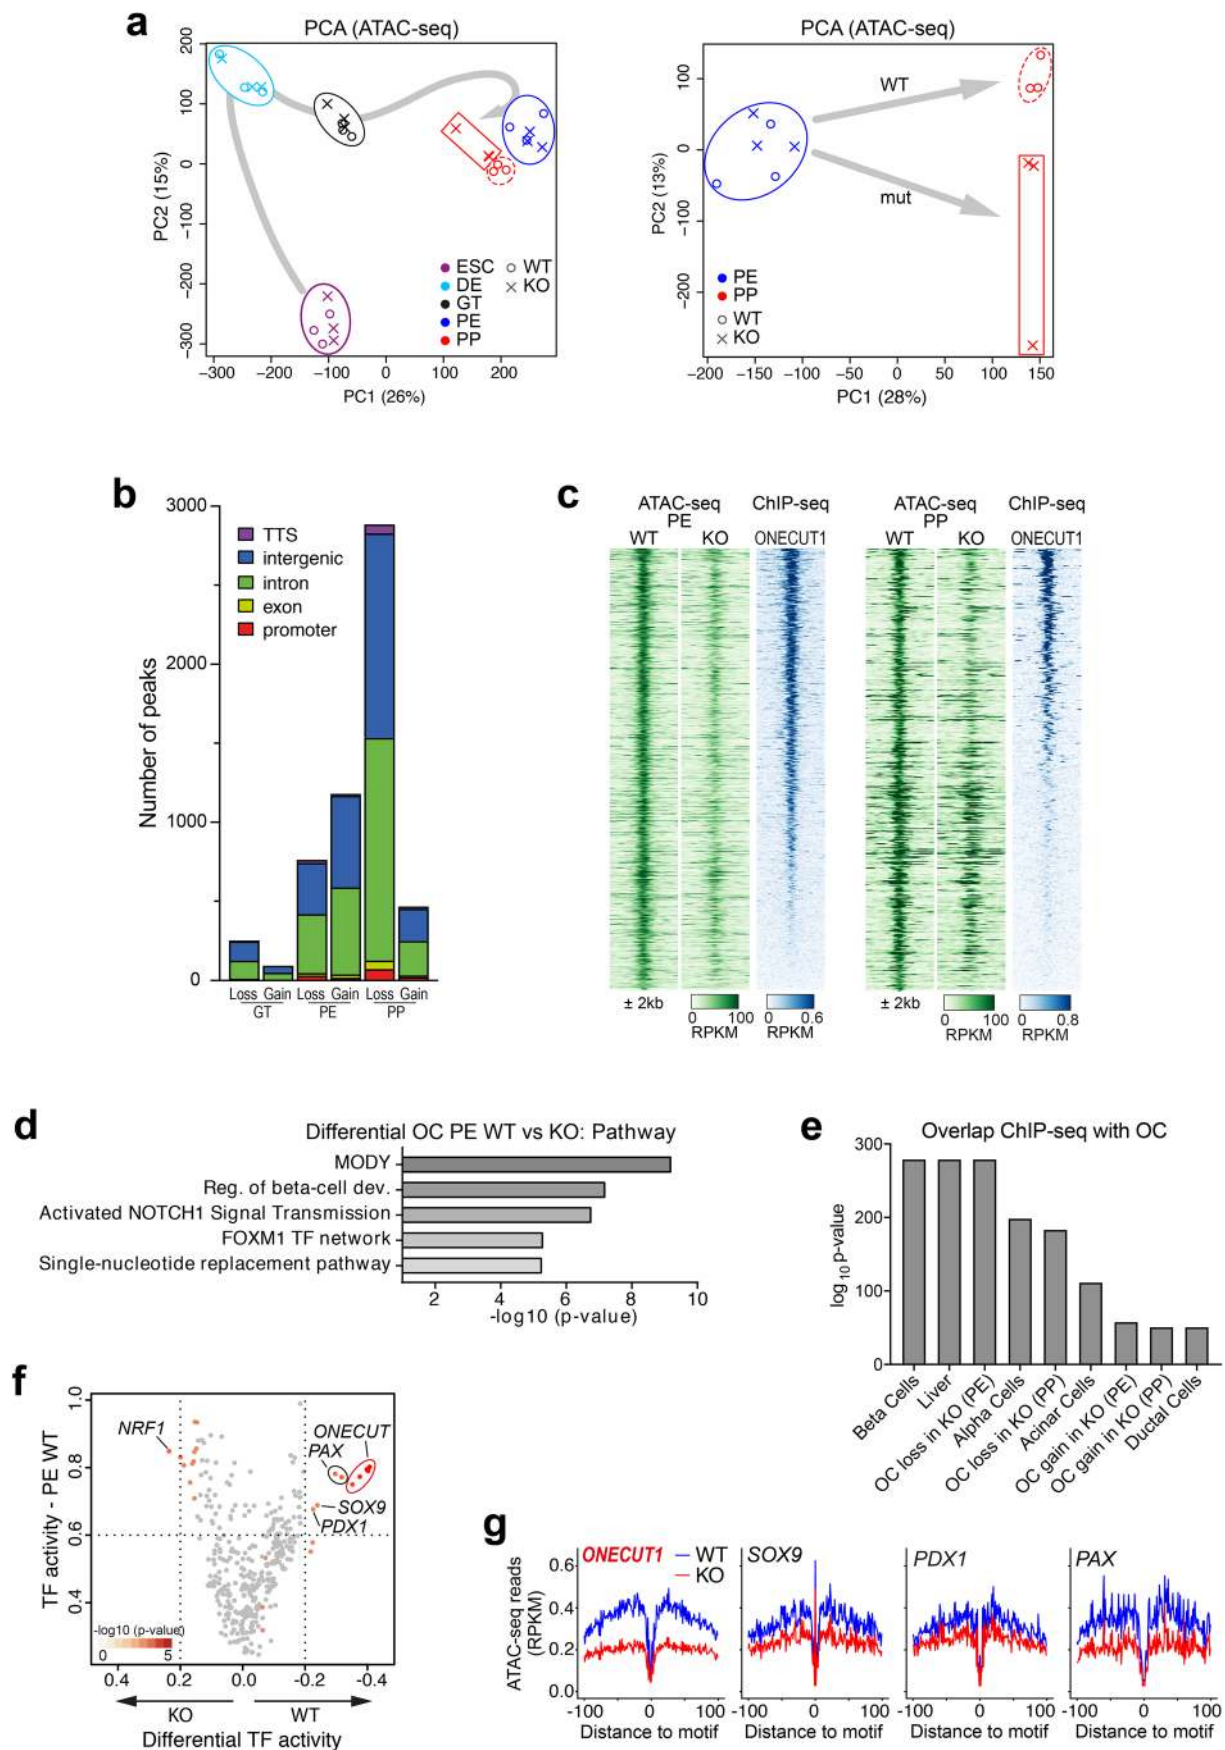 a
PCA (ATAC-seq)
200
100
0
−100
−200
−300
PC2 (15%)
−300 −200 −100 0 100 200
PC1 (26%)
ESC
DE
GT
PE
PP
WT
KO
PCA (ATAC-seq)
100
0
−100
−200
PC2 (13%)
WT
mut
PE
PP
WT
KO
−200 −150 −100 −50 0 50 100 150
PC1 (28%)
b
3000
2000
1000
0
Number of peaks
TTS
intergenic
intron
exon
promoter
Loss Gain Loss Gain Loss Gain
GT PE PP
c
ATAC-seq ChIP-seq
PE
WT KO ONECUT1
± 2kb
0 100
RPKM
0 0.6
RPKM
ATAC-seq ChIP-seq
PP
WT KO ONECUT1
± 2kb
0 100
RPKM
0 0.8
RPKM
d
Differential OC PE WT vs KO: Pathway
MODY
Reg. of beta-cell dev.
Activated NOTCH1 Signal Transmission
FOXM1 TF network
Single-nucleotide replacement pathway
2 4 6 8 10
-log10 (p-value)
e
Overlap ChIP-seq with OC
300
200
100
0
log10 p-value
Beta Cells
Liver
OC loss in KO (PE)
Alpha Cells
OC loss in KO (PP)
Acinar Cells
OC gain in KO (PE)
OC gain in KO (PP)
Ductal Cells
f
1.0
0.8
0.6
0.4
TF activity - PE WT
NRF1
ONECUT
PAX
SOX9
PDX1
-log10 (p-value)
0 5
0.4 0.2 0.0 -0.2 -0.4
KO WT
Differential TF activity
g
ATAC-seq reads
(RPKM)
0.6
0.4
0.2
0.0
ONECUT1
WT
KO
SOX9
PDX1
PAX
-100 0 100 -100 0 100 -100 0 100 -100 0 100
Distance to motif Distance to motif Distance to motif Distance to motif